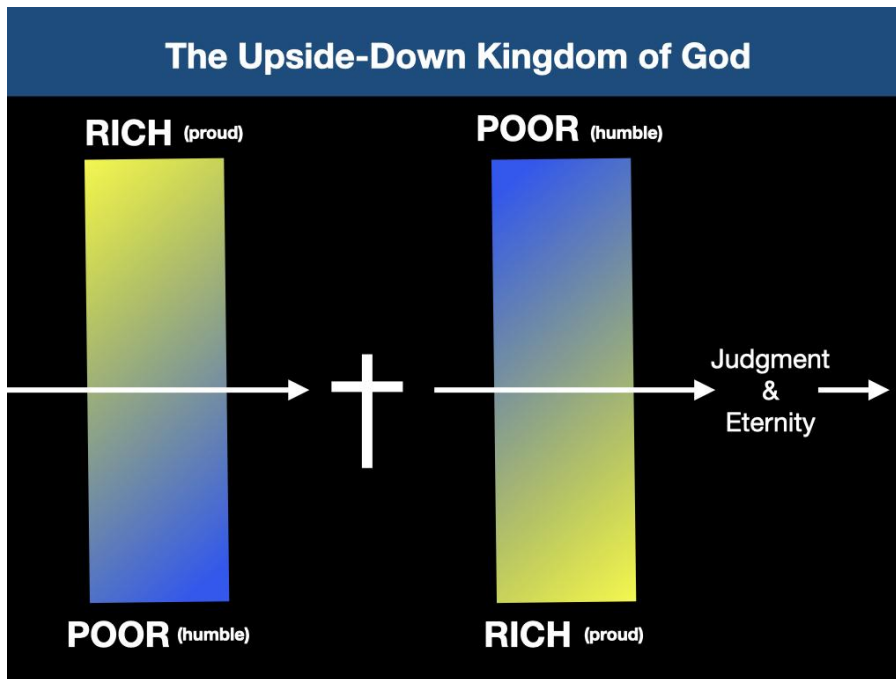 The Upside-Down Kingdom of God
RICH (proud)
POOR (humble)
POOR (humble)
RICH (proud)
Judgment
&
Eternity